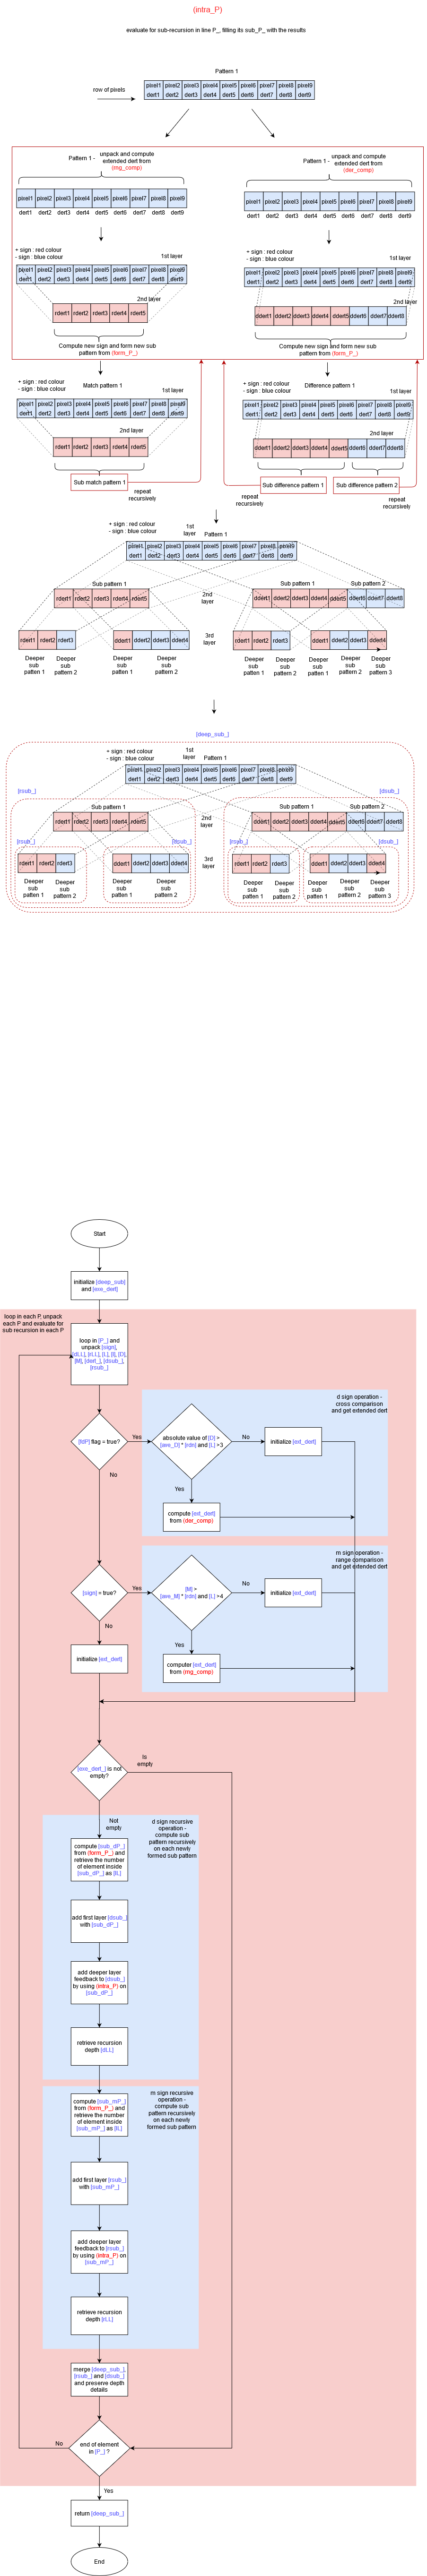 (intra_P)
evaluate for sub-recursion in line P_, filling its sub_P_ with the results
Pattern 1
row of pixels
pixel1 pixel2 pixel3 pixel4 pixel5 pixel6 pixel7 pixel8 pixel9
dert1 dert2 dert3 dert4 dert5 dert6 dert7 dert8 dert9
Pattern 1 -
unpack and compute
extended dert from
(rng_comp)
pixel1 pixel2 pixel3 pixel4 pixel5 pixel6 pixel7 pixel8 pixel9
dert1 dert2 dert3 dert4 dert5 dert6 dert7 dert8 dert9
+ sign : red colour
- sign : blue colour
1st layer
pixel1 pixel2 pixel3 pixel4 pixel5 pixel6 pixel7 pixel8 pixel9
dert1 dert2 dert3 dert4 dert5 dert6 dert7 dert8 dert9
2nd layer
rdert1 rdert2 rdert3 rdert4 rdert5
Compute new sign and form new sub
pattern from (form_P_)
Pattern 1 -
unpack and compute
extended dert from
(der_comp)
pixel1 pixel2 pixel3 pixel4 pixel5 pixel6 pixel7 pixel8 pixel9
dert1 dert2 dert3 dert4 dert5 dert6 dert7 dert8 dert9
+ sign : red colour
- sign : blue colour
1st layer
pixel1 pixel2 pixel3 pixel4 pixel5 pixel6 pixel7 pixel8 pixel9
dert1 dert2 dert3 dert4 dert5 dert6 dert7 dert8 dert9
2nd layer
ddert1 ddert2 ddert3 ddert4 ddert5 ddert6 ddert7 ddert8
Compute new sign and form new sub
pattern from (form_P_)
+ sign : red colour
- sign : blue colour
Match pattern 1
1st layer
pixel1 pixel2 pixel3 pixel4 pixel5 pixel6 pixel7 pixel8 pixel9
dert1 dert2 dert3 dert4 dert5 dert6 dert7 dert8 dert9
2nd layer
rdert1 rdert2 rdert3 rdert4 rdert5
Sub match pattern 1
repeat
recursively
+ sign : red colour
- sign : blue colour
Difference pattern 1
1st layer
pixel1 pixel2 pixel3 pixel4 pixel5 pixel6 pixel7 pixel8 pixel9
dert1 dert2 dert3 dert4 dert5 dert6 dert7 dert8 dert9
2nd layer
ddert1 ddert2 ddert3 ddert4 ddert5 ddert6 ddert7 ddert8
Sub difference pattern 1
Sub difference pattern 2
repeat
recursively
repeat
recursively
+ sign : red colour
- sign : blue colour
1st
layer
Pattern 1
pixel1 pixel2 pixel3 pixel4 pixel5 pixel6 pixel7 pixel8 pixel9
dert1 dert2 dert3 dert4 dert5 dert6 dert7 dert8 dert9
Sub pattern 1
Sub pattern 1
Sub pattern 2
rdert1 rdert2 rdert3 rdert4 rdert5
2nd
layer
ddert1 ddert2 ddert3 ddert4 ddert5 ddert6 ddert7 ddert8
rdert1 rdert2 rdert3
ddert1 ddert2 ddert3 ddert4
3rd
layer
rdert1 rdert2 rdert3
ddert1 ddert2 ddert3 ddert4
Deeper
sub
patten 1
Deeper
sub
pattern 2
Deeper
sub
patten 1
Deeper
sub
pattern 2
Deeper
sub
patten 1
Deeper
sub
pattern 2
Deeper
sub
patten 1
Deeper
sub
pattern 2
Deeper
sub
pattern 3
[deep_sub_]
+ sign : red colour
- sign : blue colour
1st
layer
Pattern 1
pixel1 pixel2 pixel3 pixel4 pixel5 pixel6 pixel7 pixel8 pixel9
dert1 dert2 dert3 dert4 dert5 dert6 dert7 dert8 dert9
[rsub_]
[dsub_]
Sub pattern 1
Sub pattern 1
Sub pattern 2
rdert1 rdert2 rdert3 rdert4 rdert5
2nd
layer
ddert1 ddert2 ddert3 ddert4 ddert5 ddert6 ddert7 ddert8
[rsub_]
[dsub_]
[rsub_]
[dsub_]
rdert1 rdert2 rdert3
ddert1 ddert2 ddert3 ddert4
3rd
layer
rdert1 rdert2 rdert3
ddert1 ddert2 ddert3 ddert4
Deeper
sub
patten 1
Deeper
sub
pattern 2
Deeper
sub
patten 1
Deeper
sub
pattern 2
Deeper
sub
patten 1
Deeper
sub
pattern 2
Deeper
sub
patten 1
Deeper
sub
pattern 2
Deeper
sub
pattern 3
Start
initialize [deep_sub]
and [exe_dert]
loop in each P, unpack
each P and evaluate for
sub recursion in each P
loop in [P_] and
unpack [sign],
[dLL], [rLL], [L], [I], [D],
[M], [dert_], [dsub_],
[rsub_]
d sign operation -
cross comparison
and get extended dert
[fdP] flag = true?
Yes
absolute value of [D] >
[ave_D] * [rdn] and [L] >3
No
initialize [ext_dert]
Yes
No
compute [ext_dert]
from (der_comp)
m sign operation -
range comparison
and get extended dert
[sign] = true?
Yes
[M] >
[ave_M] * [rdn] and [L] >4
No
initialize [ext_dert]
No
Yes
initialize [ext_dert]
computer [ext_dert]
from (rng_comp)
[exe_dert_] is not
empty?
Is
empty
Not
empty
d sign recursive
operation -
compute sub
pattern recursively
on each newly
formed sub pattern
compute [sub_dP_]
from (form_P_) and
retrieve the number
of element inside
[sub_dP_] as [lL].
add first layer [dsub_]
with [sub_dP_]
add deeper layer
feedback to [dsub_]
by using (intra_P) on
[sub_dP_]
retrieve recursion
depth [dLL]
m sign recursive
operation -
compute sub
pattern recursively
on each newly
formed sub pattern
compute [sub_mP_]
from (form_P_) and
retrieve the number
of element inside
[sub_mP_] as [lL]
add first layer [rsub_]
with [sub_mP_]
add deeper layer
feedback to [rsub_]
by using (intra_P) on
[sub_mP_]
retrieve recursion
depth [rLL]
merge [deep_sub_],
[rsub_] and [dsub_]
and preserve depth
details
No
end of element
in [P_] ?
Yes
return [deep_sub_]
End